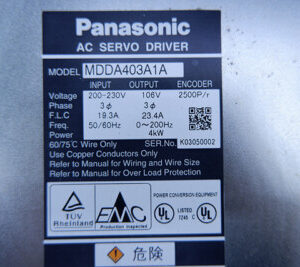 Panasonic
AC SERVO DRIVER
MODEL MDDA403A1A
INPUT OUTPUT ENCODER
Voltage 200-230V 106V 2500P/r
Phase 3ϕ 3ϕ
F.L.C 19.3A 23.4A
Freq. 50/60Hz 0~200Hz
Power 4kW
60/75℃ Wire Only SER.No. K03050002
Use Copper Conductors Only
Refer to Manual for Wiring and Wire Size
Refer to Manual for Over Load Protection
TÜV
Rheinland
EMC
Production Inspected
POWER CONVERSION EQUIPMENT
UL LISTED UL
危険